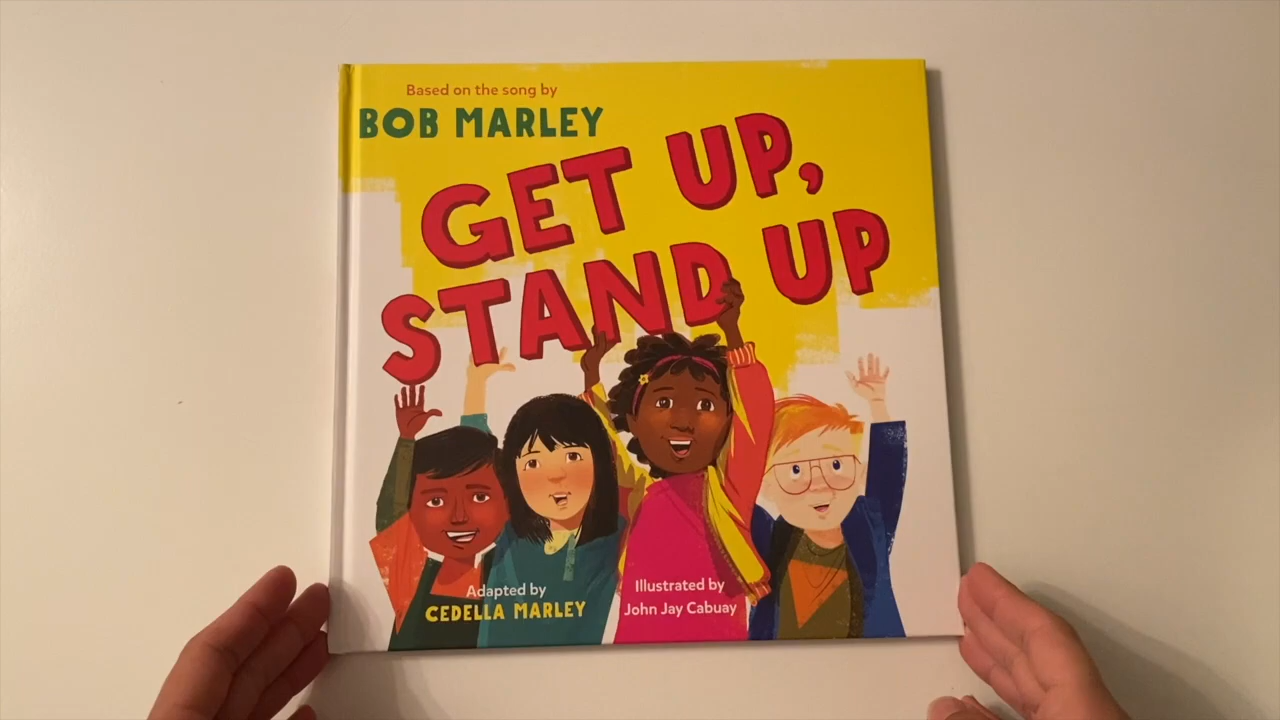 Based on the song by
BOB MARLEY
GET UP,
STAND UP
Adapted by
CEDELLA MARLEY
Illustrated by
John Jay Cabuay